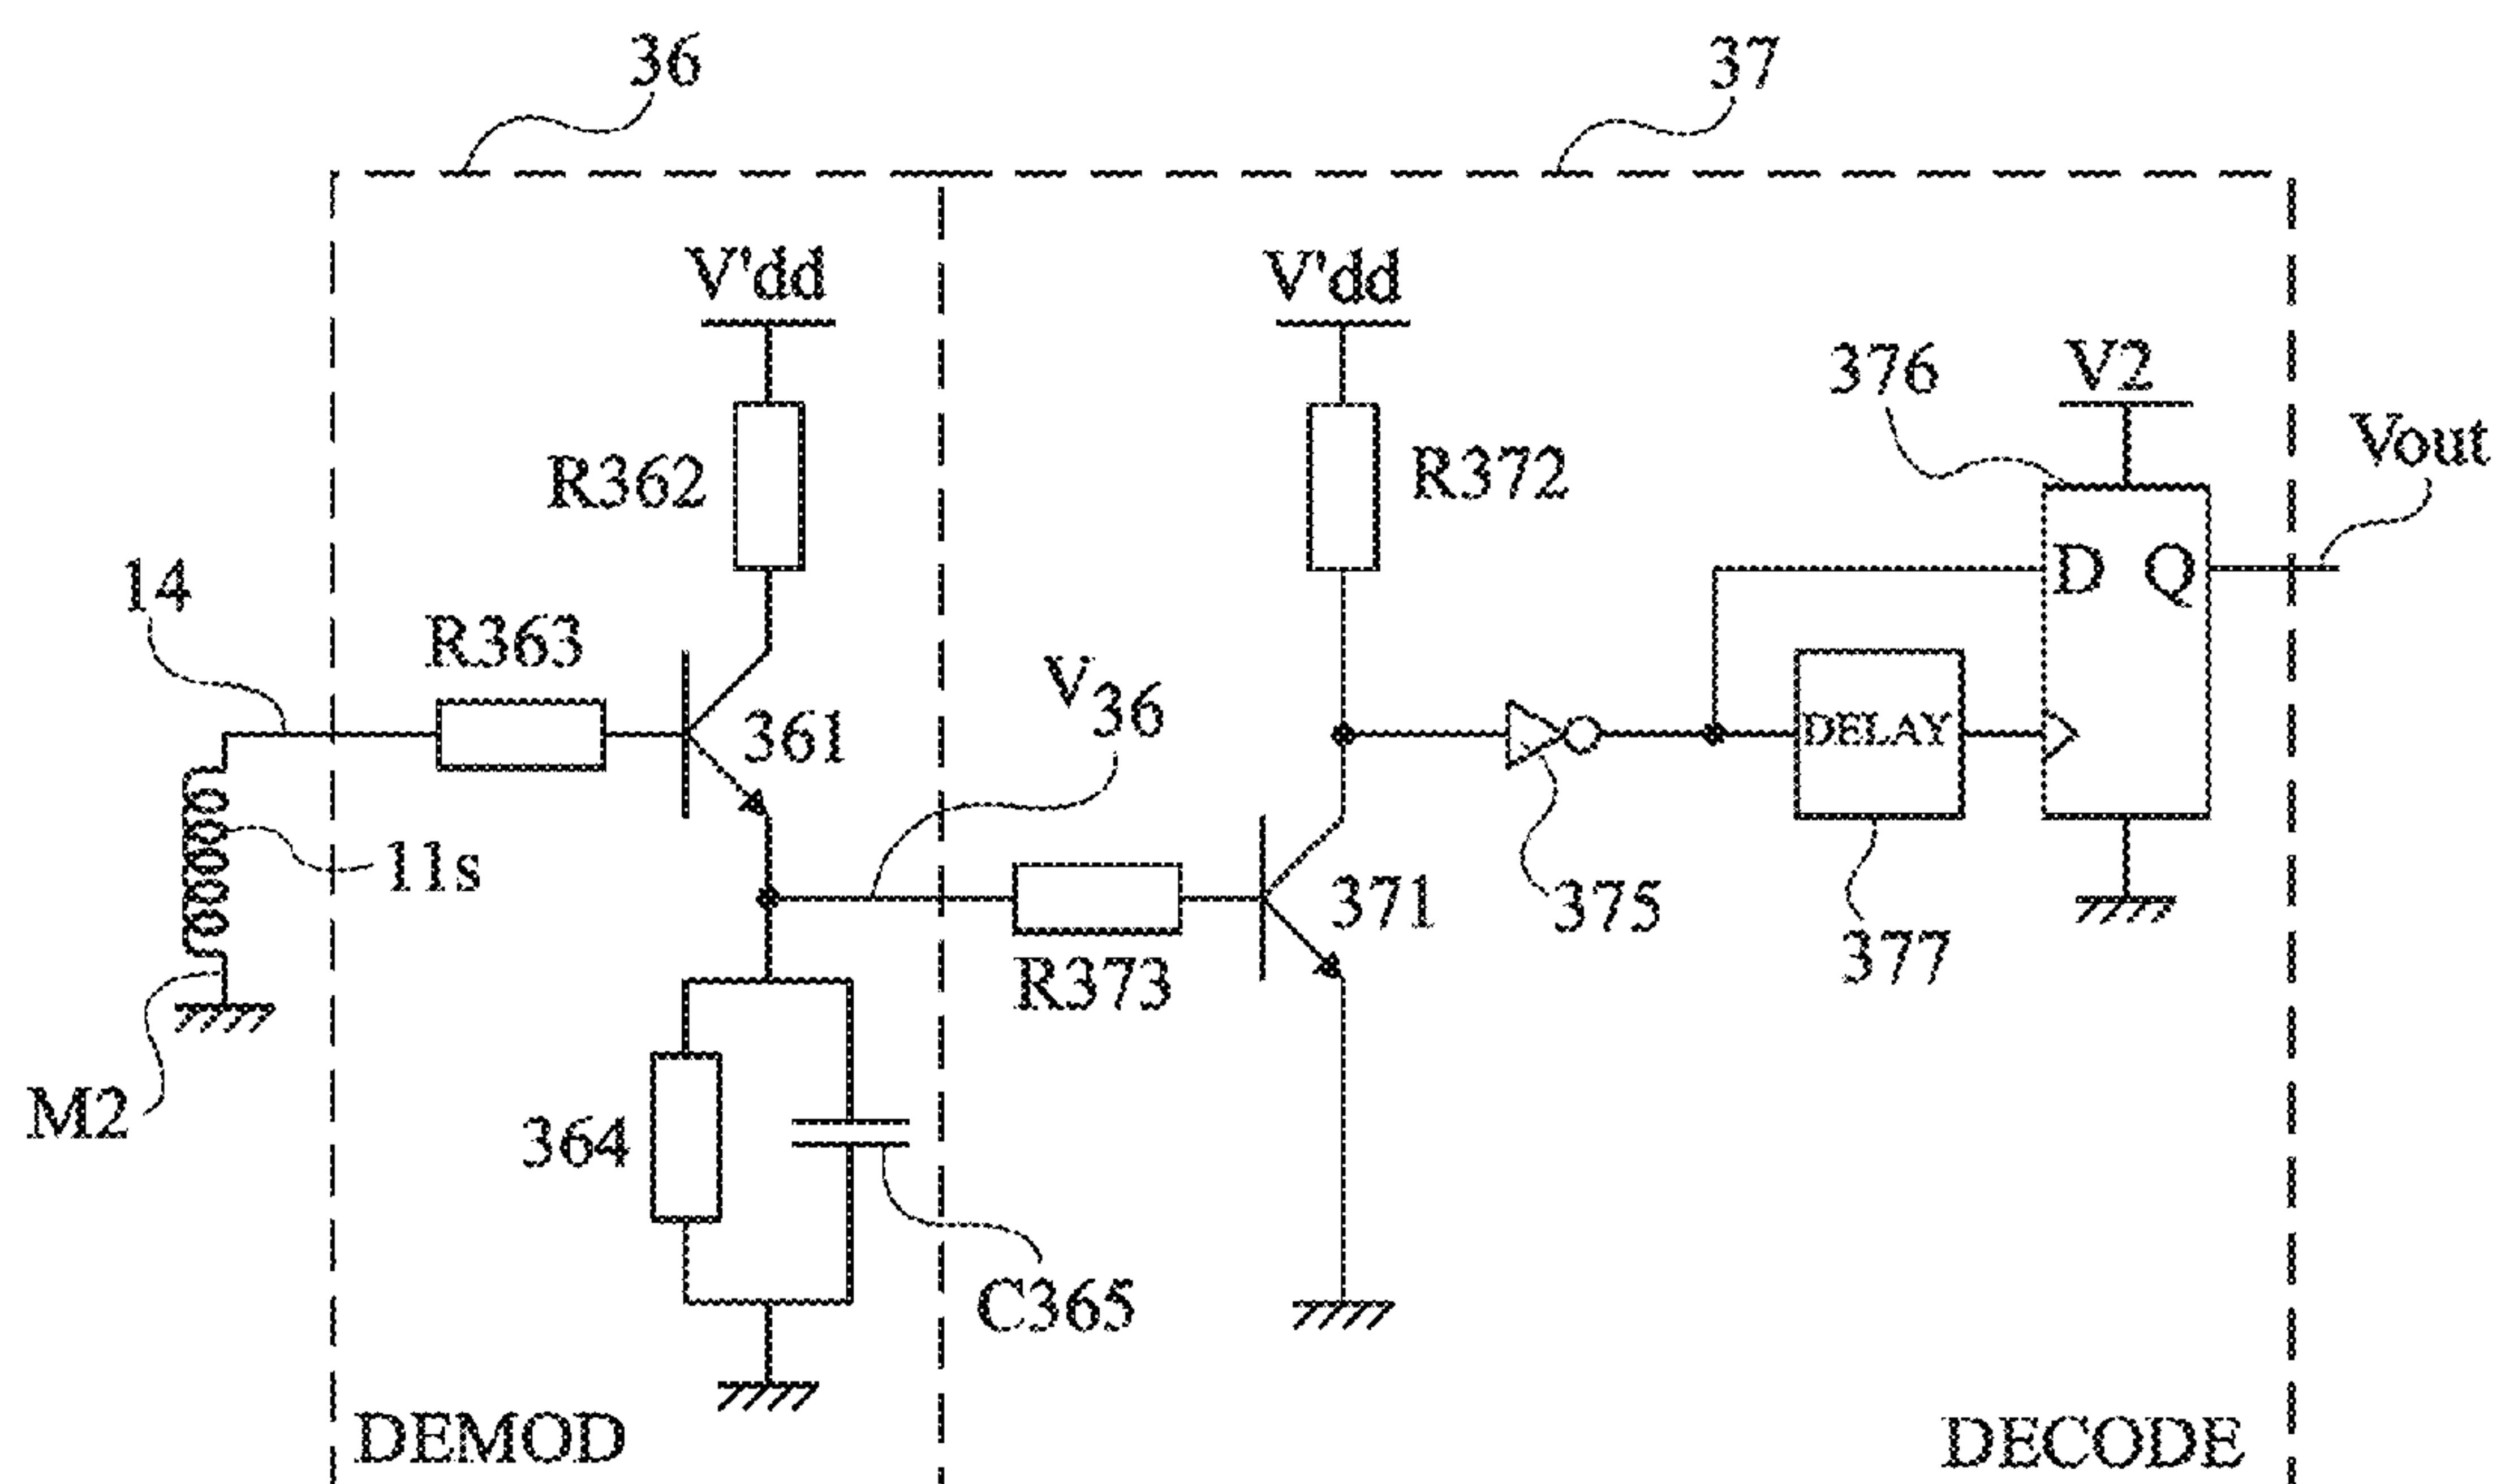 36
37
V'dd
V'dd
376
V2
Vout
R362
R372
D Q
14
R363
V36
361
DELAY
11s
371
375
377
R373
M2
364
C365
DEMOD
DECODE